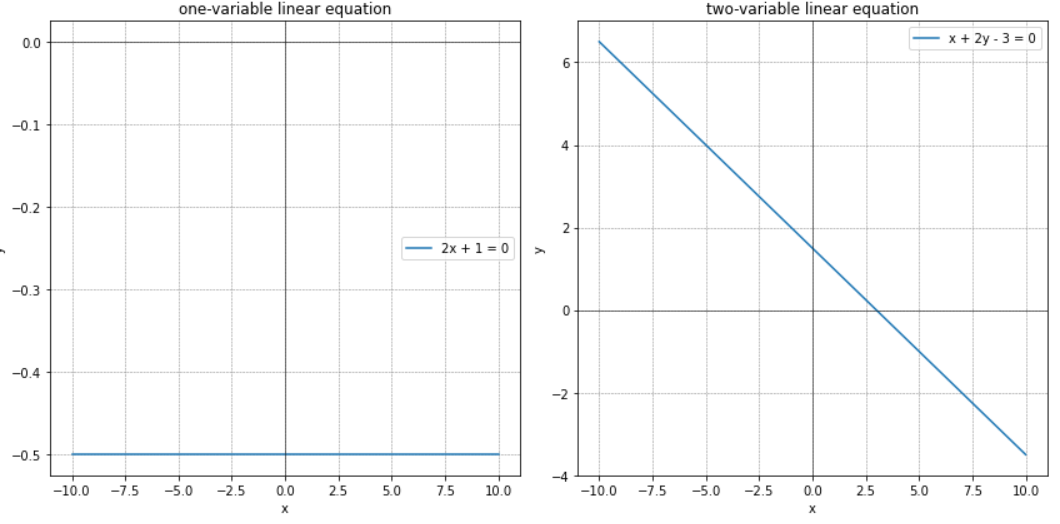 one-variable linear equation
0.0
−0.1
−0.2
−0.3
−0.4
−0.5
y
2x + 1 = 0
−10.0 −7.5 −5.0 −2.5 0.0 2.5 5.0 7.5 10.0
x
two-variable linear equation
x + 2y - 3 = 0
6
4
2
0
−2
−4
y
−10.0 −7.5 −5.0 −2.5 0.0 2.5 5.0 7.5 10.0
x